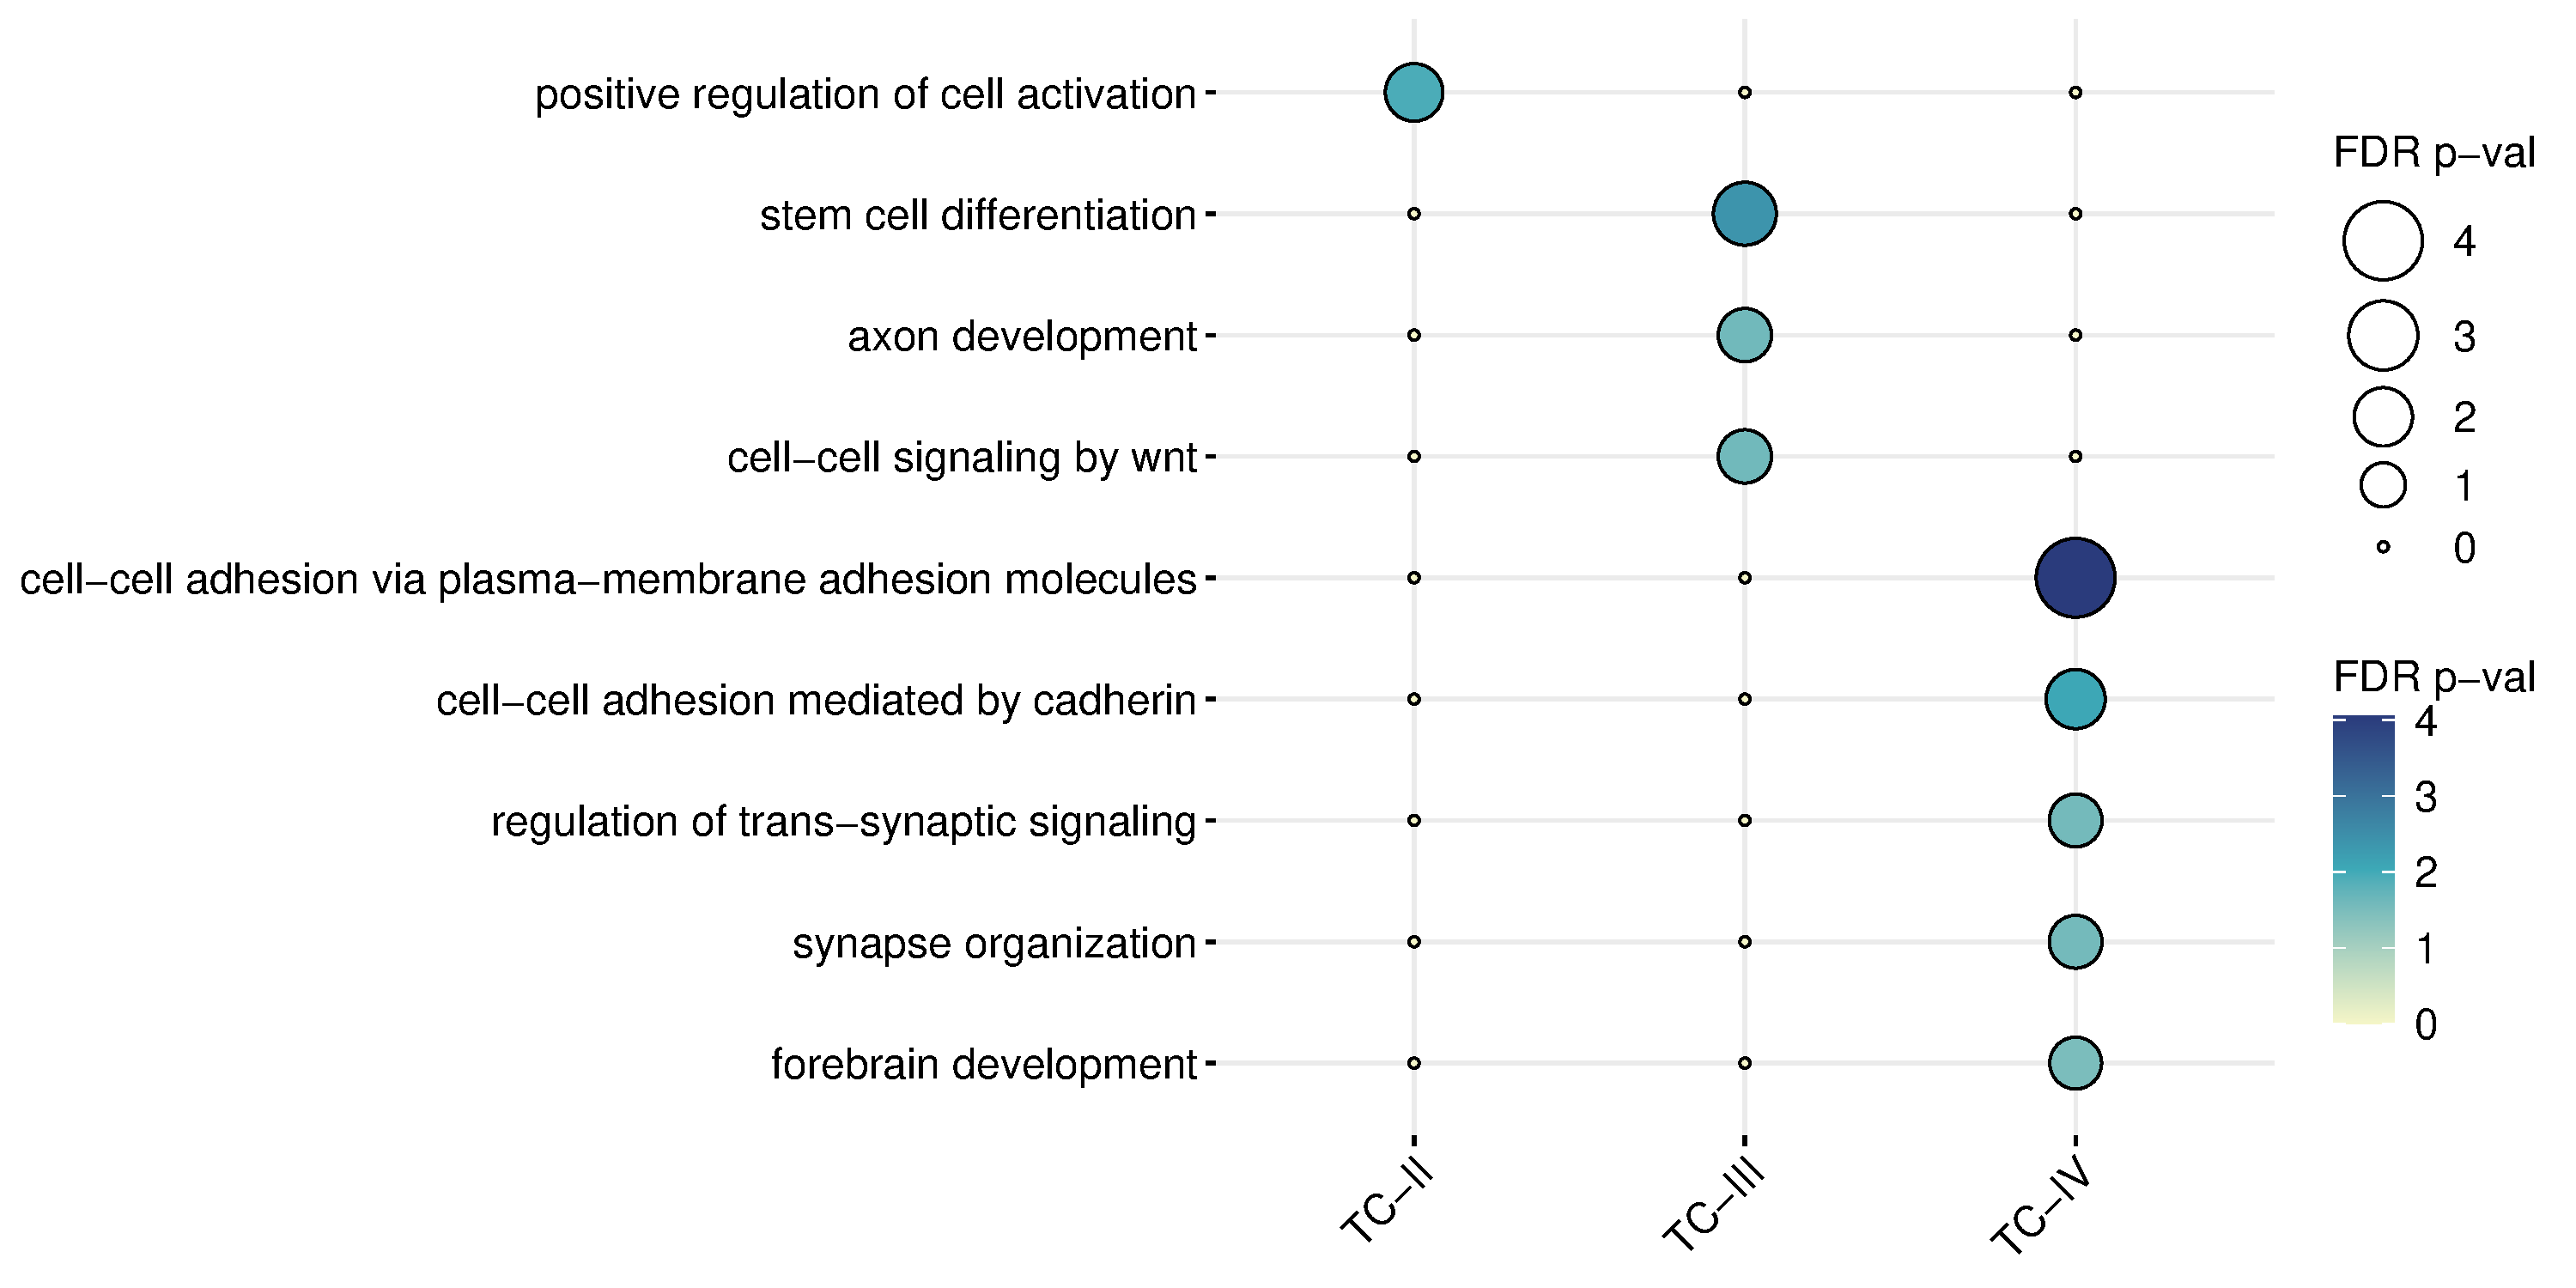 positive regulation of cell activation
stem cell differentiation
axon development
cell−cell signaling by wnt
cell−cell adhesion via plasma−membrane adhesion molecules
cell−cell adhesion mediated by cadherin
regulation of trans−synaptic signaling
synapse organization
forebrain development
TC−II
TC−III
TC−IV
FDR p−val
4
3
2
1
0
FDR p−val
4
3
2
1
0